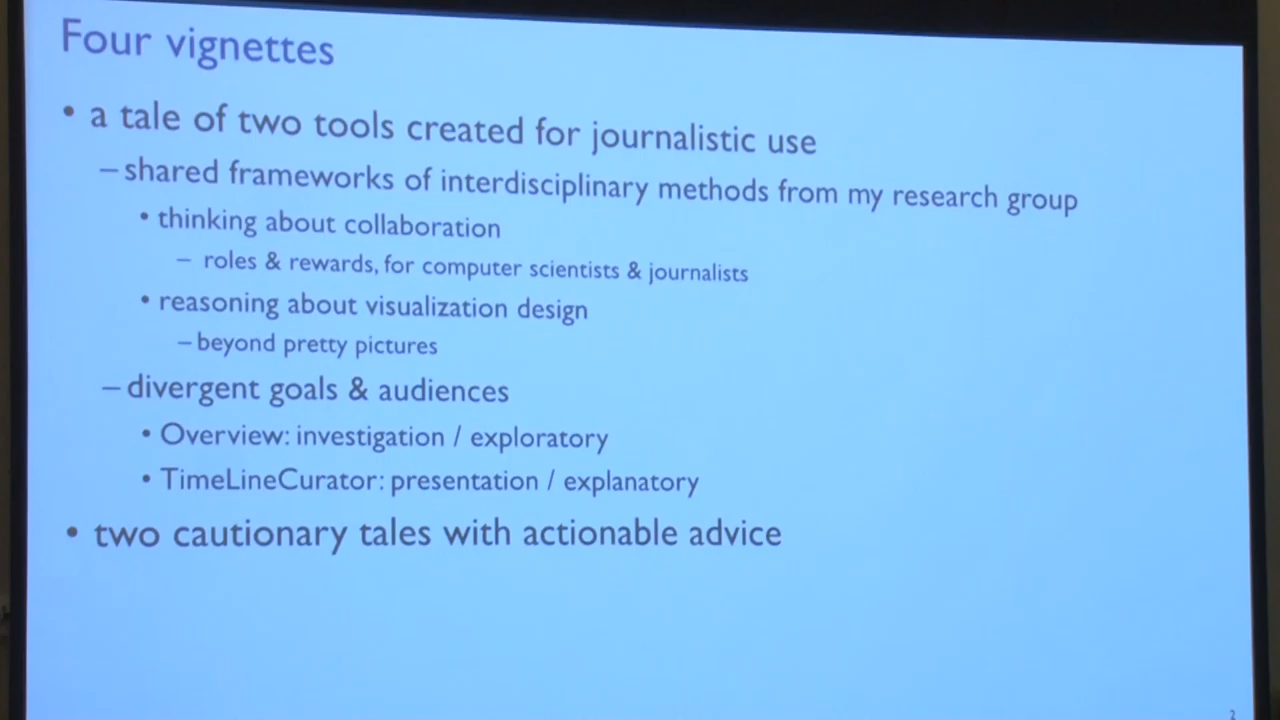 Four vignettes
• a tale of two tools created for journalistic use
– shared frameworks of interdisciplinary methods from my research group
• thinking about collaboration
– roles & rewards, for computer scientists & journalists
• reasoning about visualization design
– beyond pretty pictures
– divergent goals & audiences
• Overview: investigation / exploratory
• TimeLineCurator: presentation / explanatory
• two cautionary tales with actionable advice
2